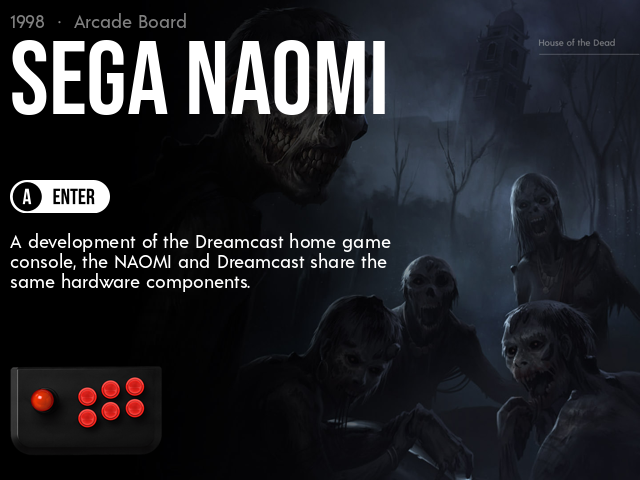 1998 · Arcade Board
House of the Dead
SEGA NAOMI
A ENTER
A development of the Dreamcast home game
console, the NAOMI and Dreamcast share the
same hardware components.